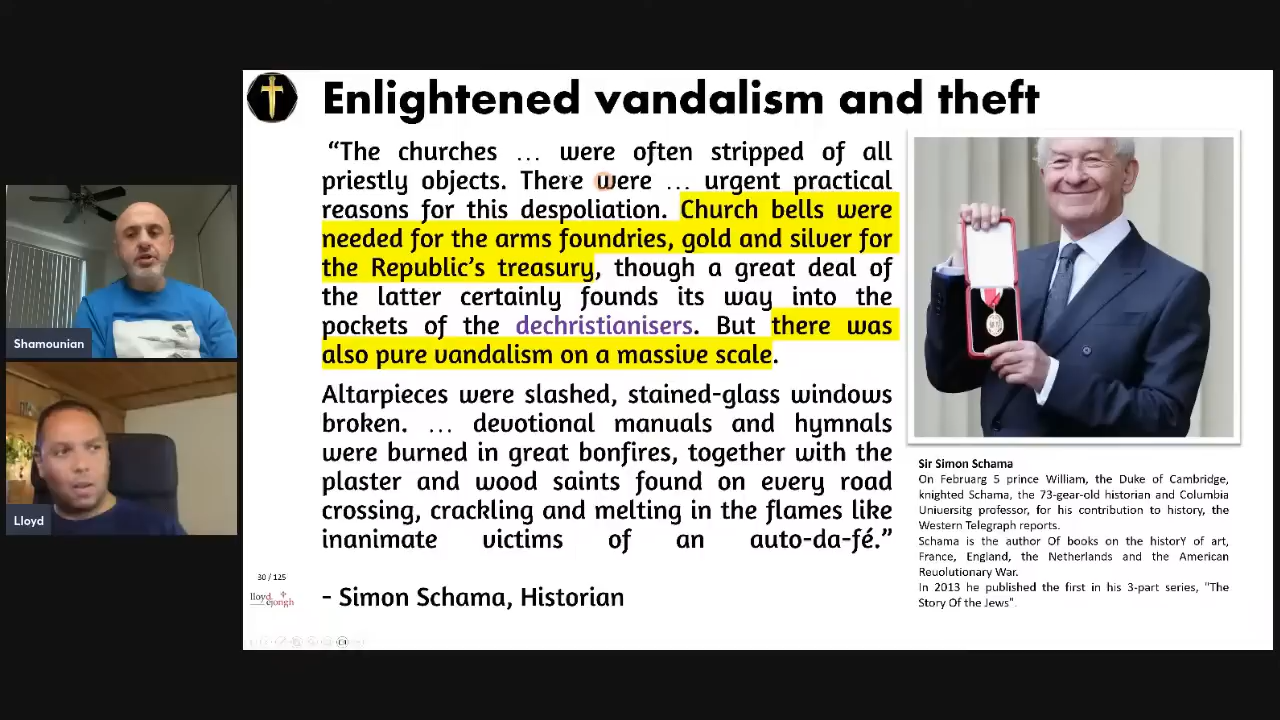 Enlightened vandalism and theft
“The churches ... were often stripped of all
priestly objects. There were ... urgent practical
reasons for this despoliation. Church bells were
needed for the arms foundries, gold and silver for
the Republic’s treasury, though a great deal of
the latter certainly founds its way into the
pockets of the dechristianisers. But there was
also pure vandalism on a massive scale.
Altarpieces were slashed, stained-glass windows
broken. ... devotional manuals and hymnals
were burned in great bonfires, together with the
plaster and wood saints found on every road
crossing, crackling and melting in the flames like
inanimate victims of an auto-da-fé.”
- Simon Schama, Historian
Sir Simon Schama
On Februarg 5 prince William, the Duke of Cambridge,
knighted Schama, the 73-gear-old historian and Columbia
Uniuersitg professor, for his contribution to history, the
Western Telegraph reports.
Schama is the author Of books on the historY of art,
France, England, the Netherlands and the American
Reuolutionary War.
In 2013 he published the first in his 3-part series, "The
Story Of the Jews".
Shamounian
Lloyd
30 / 125
lloyd
dejongh